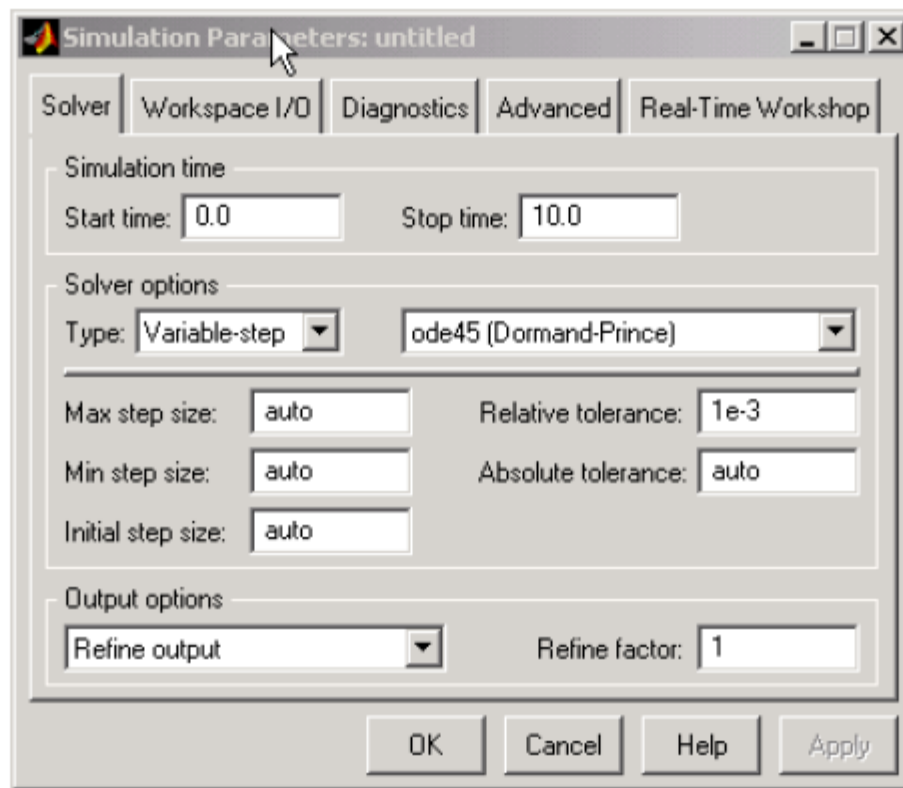 Simulation Parameters: untitled
Solver Workspace I/O Diagnostics Advanced Real-Time Workshop
Simulation time
Start time: 0.0 Stop time: 10.0
Solver options
Type: Variable-step ode45 (Dormand-Prince)
Max step size: auto Relative tolerance: 1e-3
Min step size: auto Absolute tolerance: auto
Initial step size: auto
Output options
Refine output Refine factor: 1
OK Cancel Help Apply